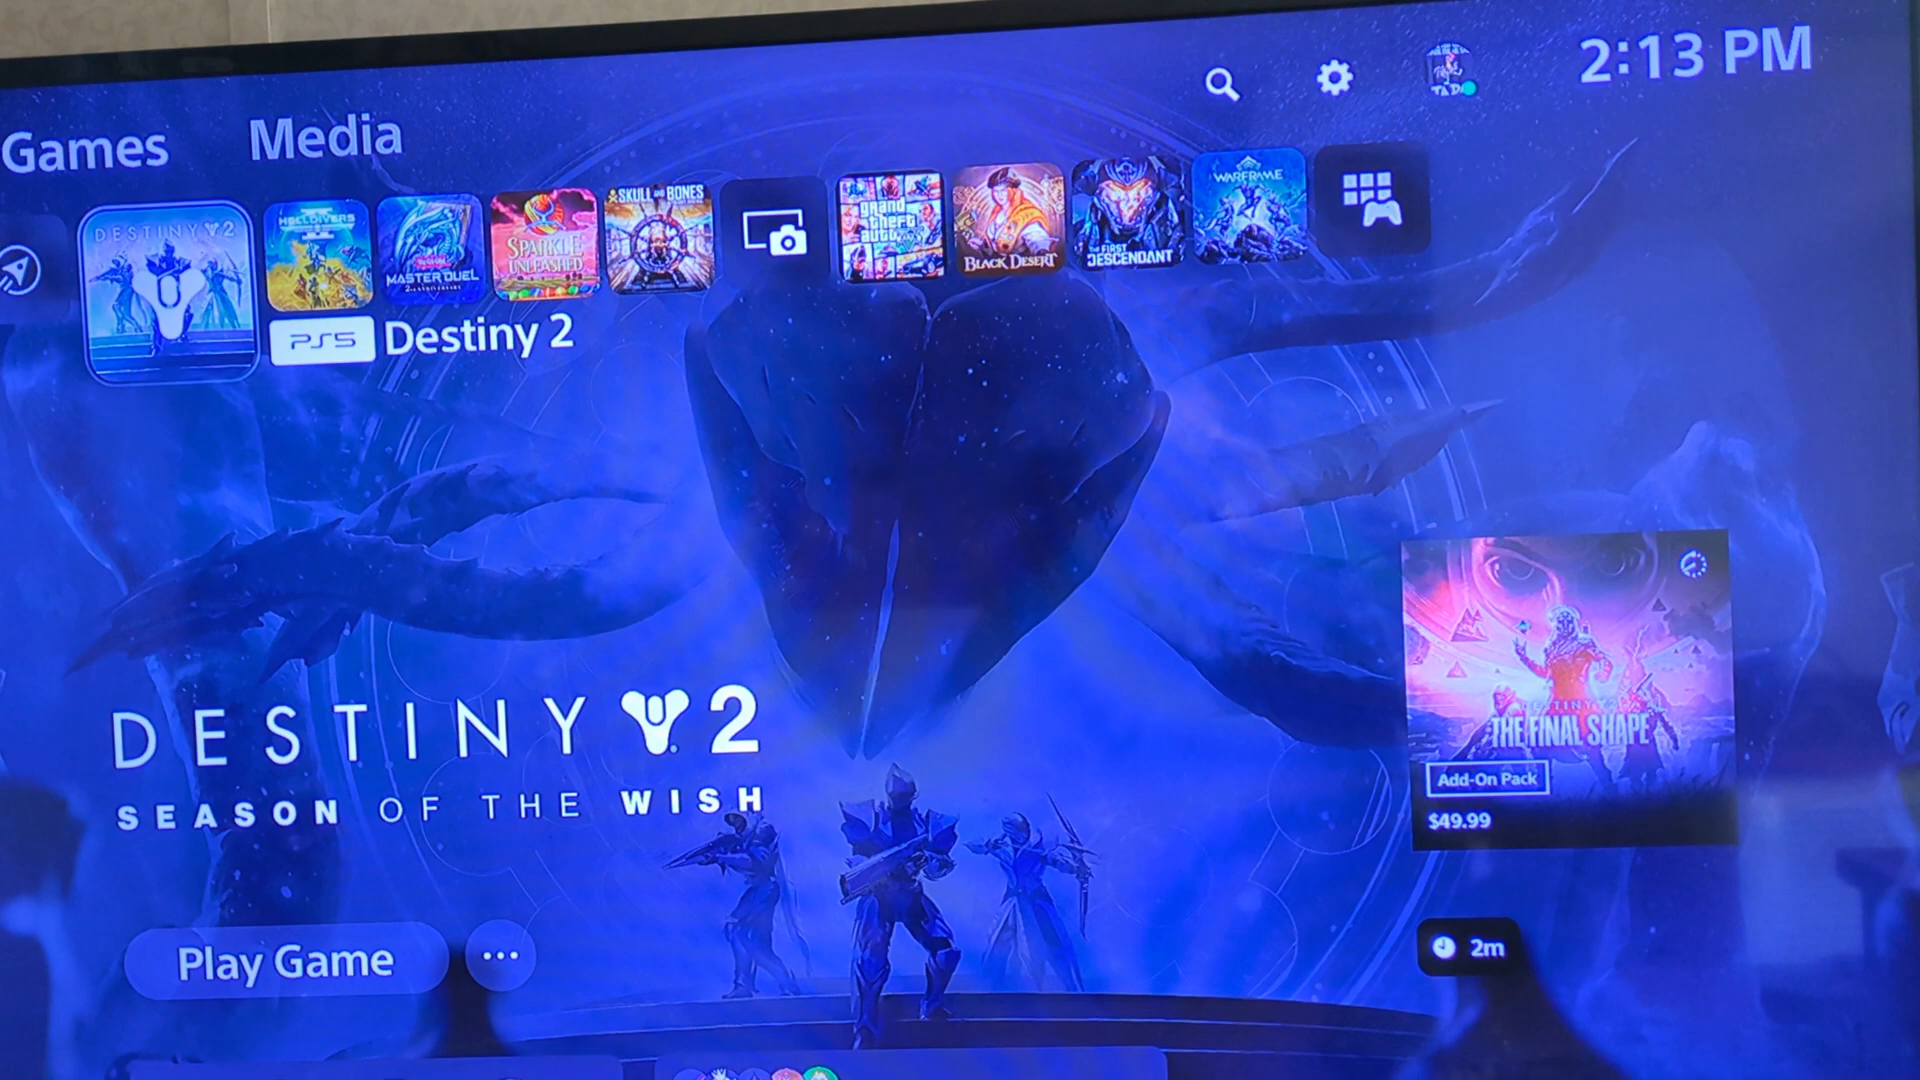 2:13 PM
Games
Media
DESTINY 2
HELLDIVERS
MASTER DUEL
SPARKLE
UNLEASHED
SKULL AND BONES
grand
theft
auto V
BLACK DESERT
THE FIRST
DESCENDANT
WARFRAME
PS5 Destiny 2
DESTINY 2
SEASON OF THE WISH
DESTINY 2
THE FINAL SHAPE
Add-On Pack
$49.99
Play Game
2m